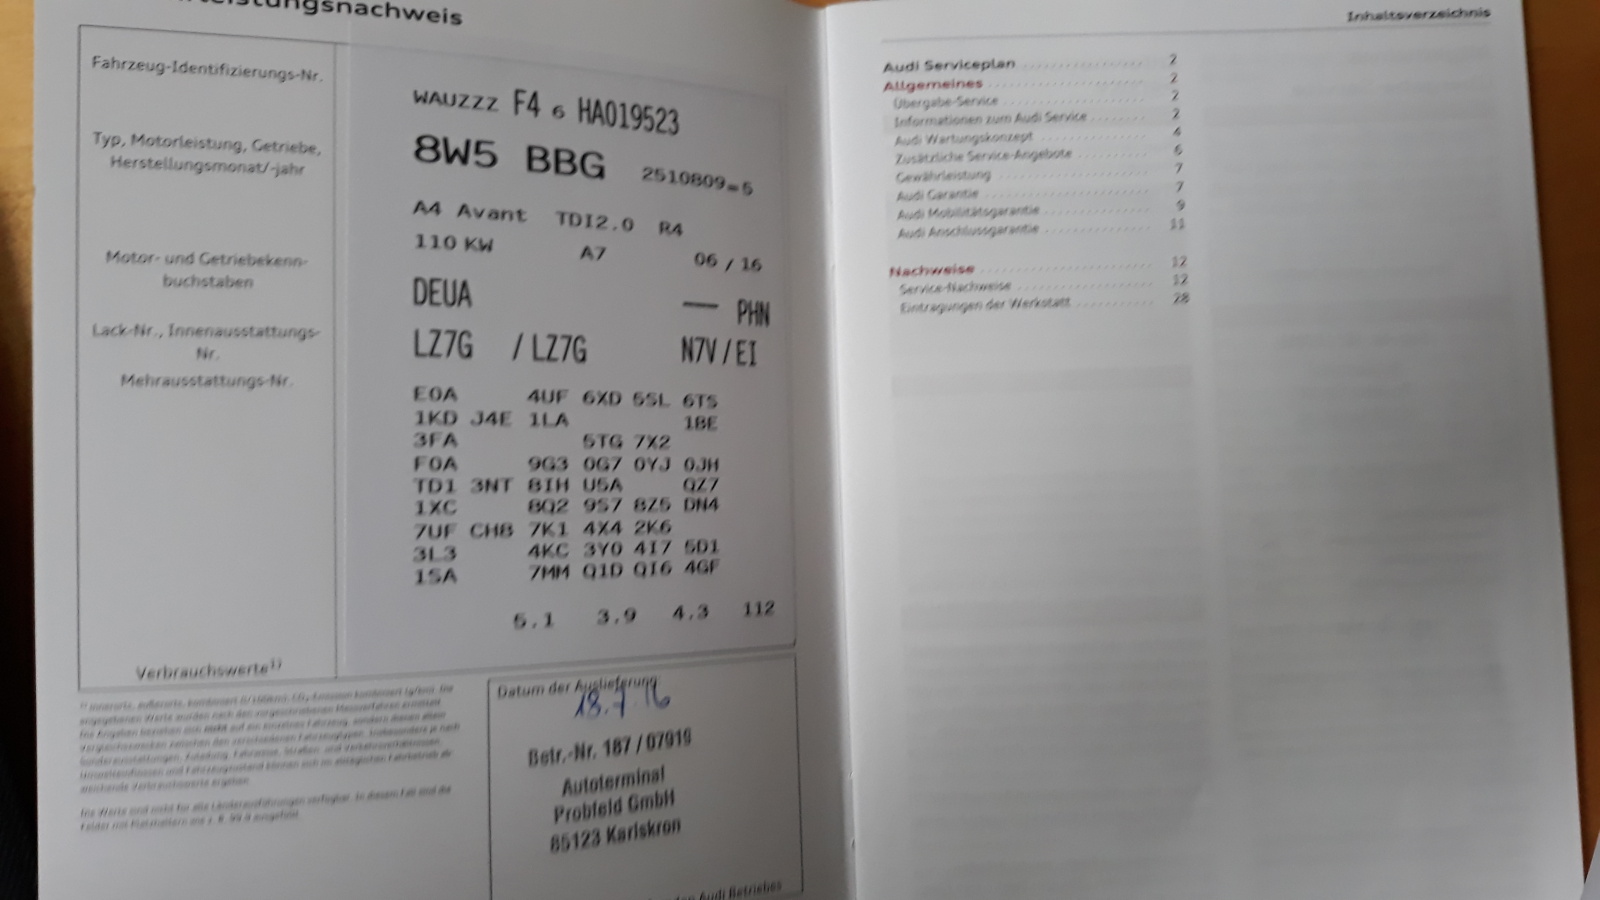 leistungsnachweis
Fahrzeug-Identifizierungs-Nr.
Typ, Motorleistung, Getriebe,
Herstellungsmonat/-jahr
Motor- und Getriebekenn-
buchstaben
Lack-Nr., Innenausstattungs-
Nr.
Mehrausstattungs-Nr.
Verbrauchswerte¹⁾
WAUZZZ F4 6 HA019523
8W5 BBG 2510809=5
A4 Avant TDI2.0 R4
110 KW A7 06 / 16
DEUA — PHN
LZ7G / LZ7G N7V / EI
E0A 4UF 6XD 5SL 6TS
1KD J4E 1LA 1BE
3FA 5TG 7X2
F0A 9G3 0G7 0YJ 0JH
TD1 3NT 8IH U5A QZ7
1XC 8Q2 9S7 8Z5 DN4
7UF CH8 7K1 4X4 2K6
3L3 4KC 3Y0 4I7 5D1
1SA 7MM Q1D QI6 4GF
5.1 3.9 4.3 112
Datum der Auslieferung
18.7.16
Betr.-Nr. 187 / 07919
Autoterminal
Probfeld GmbH
85123 Karlskron
Audi Betriebes
Inhaltsverzeichnis
Audi Serviceplan 2
Allgemeines 2
Übergabe-Service 2
Informationen zum Audi Service 2
Audi Wartungskonzept 4
Zusätzliche Service-Angebote 6
Gewährleistung 7
Audi Garantie 7
Audi Mobilitätsgarantie 9
Audi Anschlussgarantie 11
Nachweise 12
Service-Nachweise 12
Eintragungen der Werkstatt 28